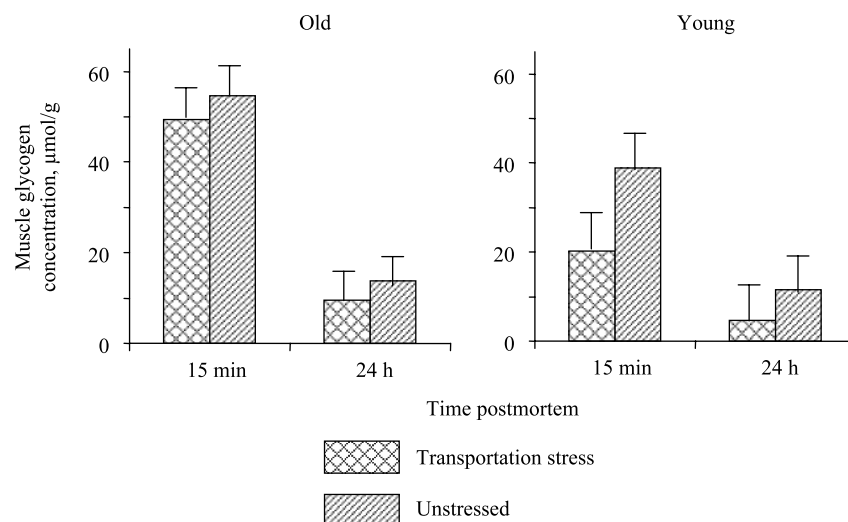 Old
Young
Muscle glycogen
concentration, µmol/g
60
40
20
0
15 min
24 h
60
40
20
0
15 min
24 h
Time postmortem
Transportation stress
Unstressed